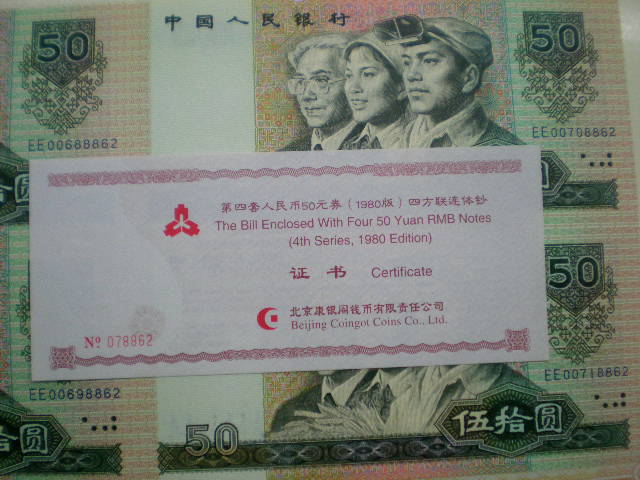 50
中国人民银行
50
EE00688862
EE00708862
拾圆
第四套人民币50元券(1980版)四方联连体钞
The Bill Enclosed With Four 50 Yuan RMB Notes
(4th Series, 1980 Edition)
证书 Certificate
北京康银阁钱币有限责任公司
Beijing Coingot Coins Co., Ltd.
№ 078862
50
EE00698862
EE00718862
拾圆
50
伍拾圆